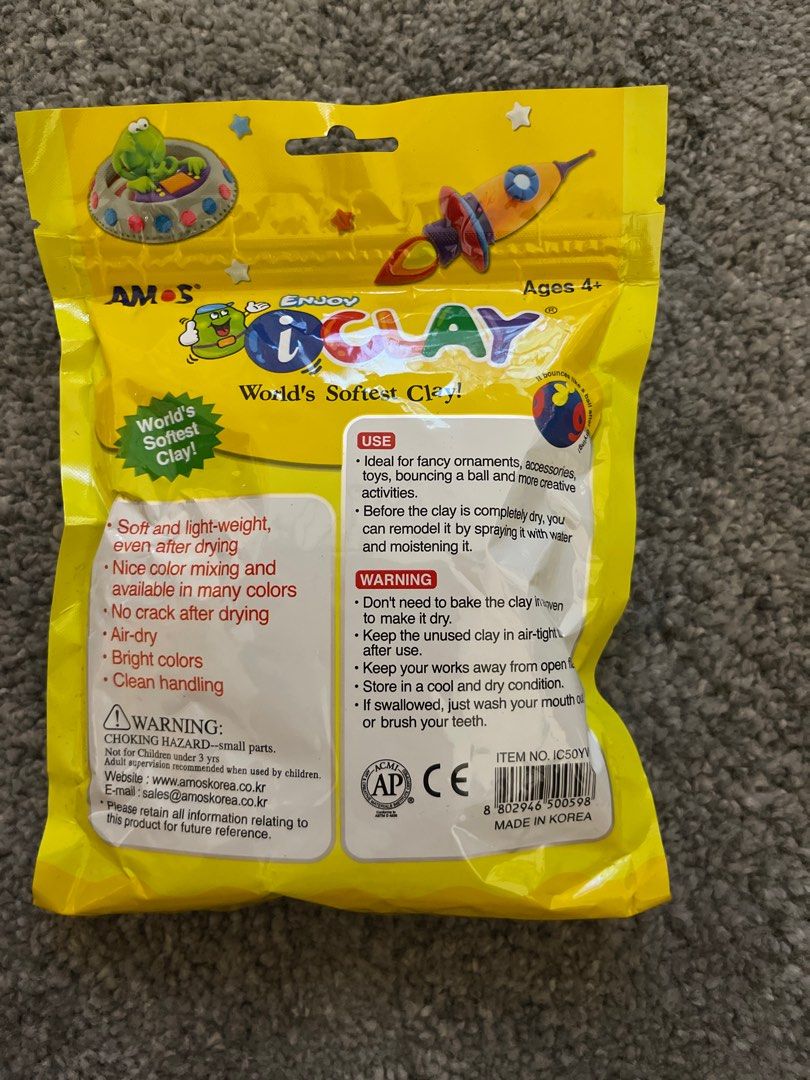 AMOS®
Ages 4+
ENJOY
iCLAY®
World's Softest Clay!
It bounces like a ball after drying!
World's
Softest
Clay!
• Soft and light-weight,
even after drying
• Nice color mixing and
available in many colors
• No crack after drying
• Air-dry
• Bright colors
• Clean handling
WARNING:
CHOKING HAZARD--small parts.
Not for Children under 3 yrs
Adult supervision recommended when used by children.
Website : www.amoskorea.co.kr
E-mail : sales@amoskorea.co.kr
* Please retain all information relating to
this product for future reference.
USE
• Ideal for fancy ornaments, accessories,
toys, bouncing a ball and more creative
activities.
• Before the clay is completely dry, you
can remodel it by spraying it with water
and moistening it.
WARNING
• Don't need to bake the clay in oven
to make it dry.
• Keep the unused clay in air-tight
after use.
• Keep your works away from open
• Store in a cool and dry condition.
• If swallowed, just wash your mouth
or brush your teeth.
ACMI
AP
®
CE
ITEM NO. IC50Y
8 802946 500598
MADE IN KOREA